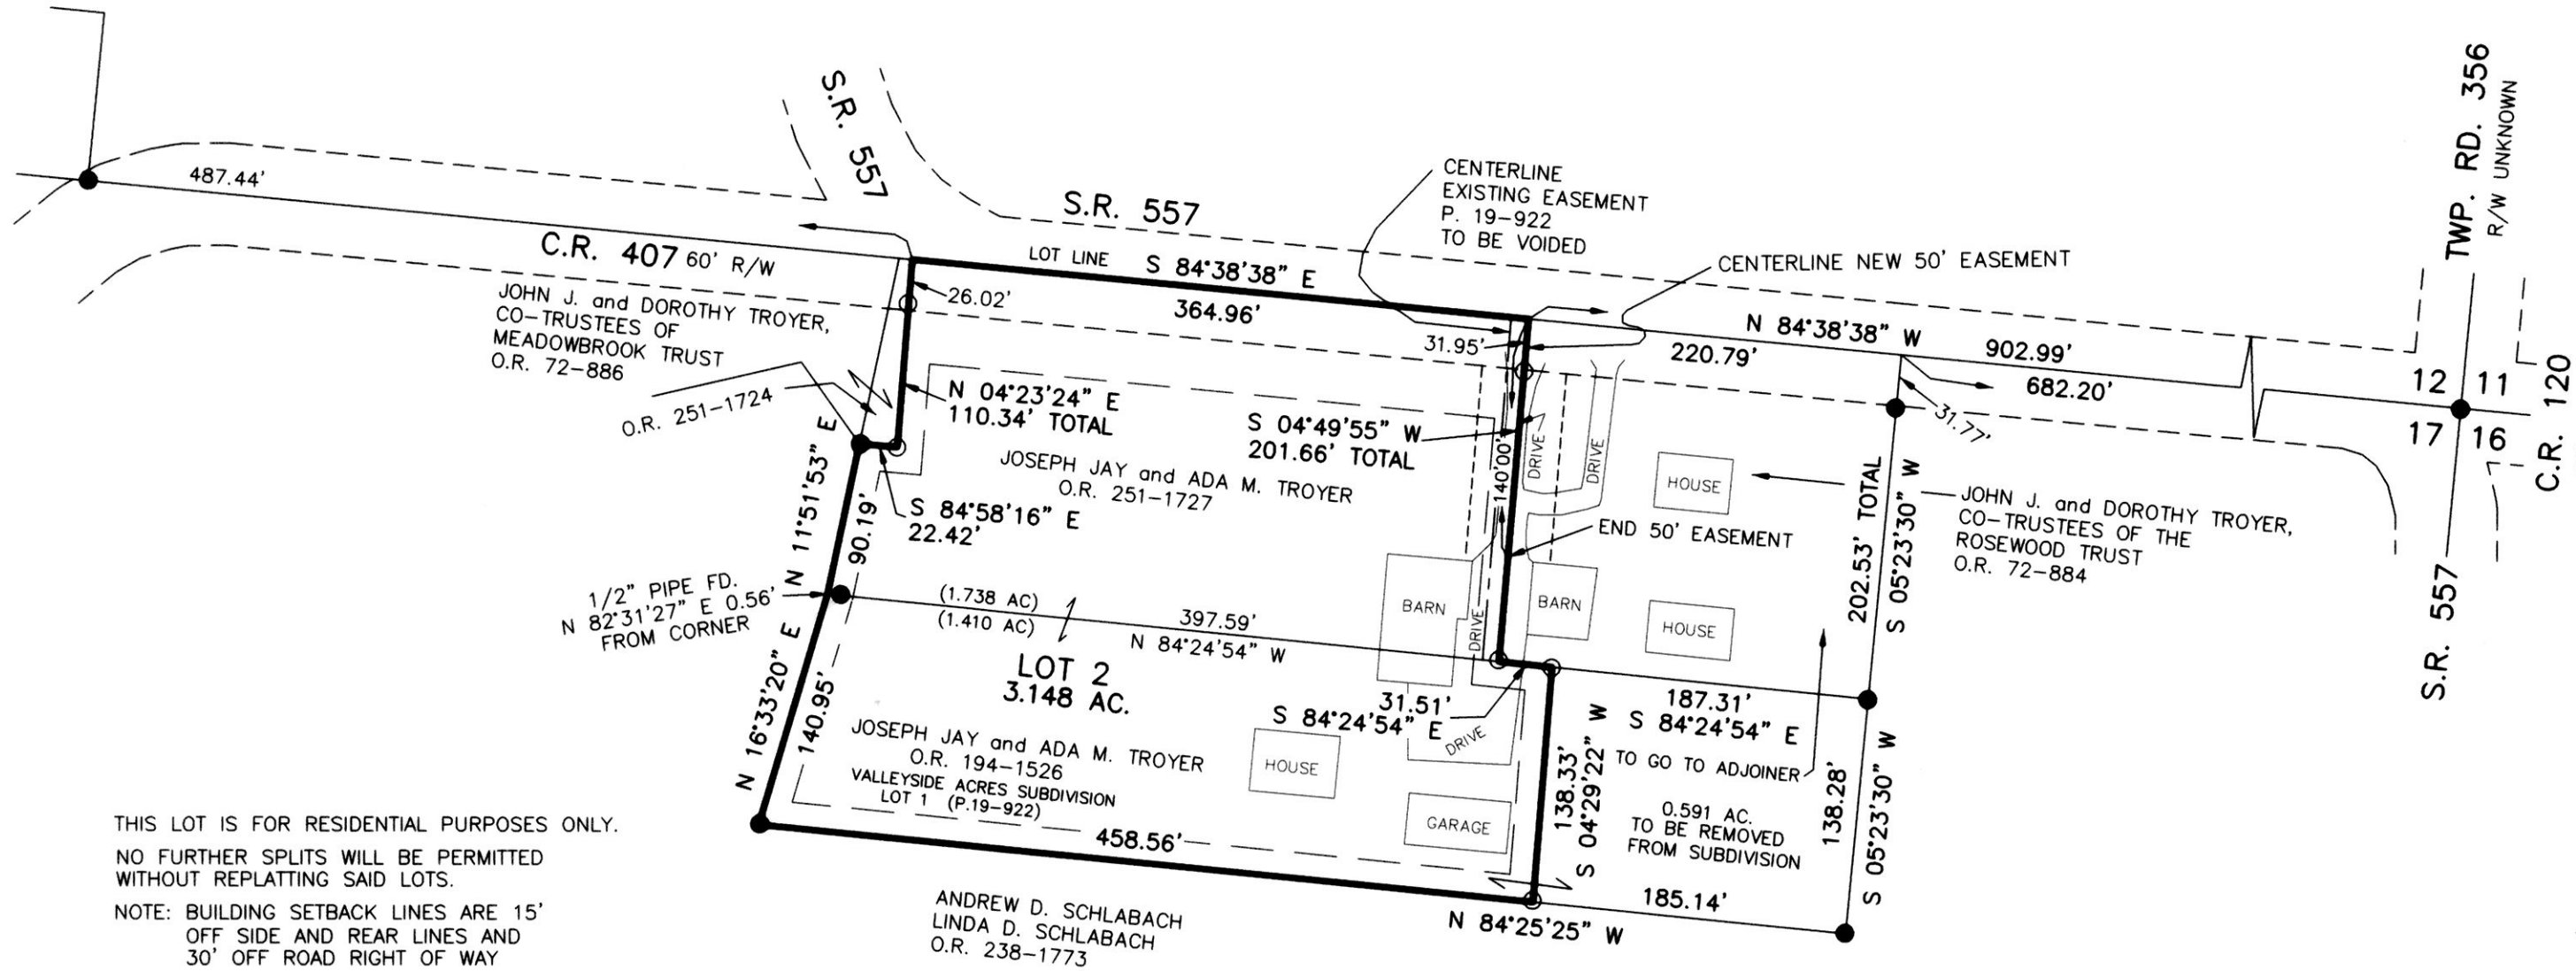 S.R. 557
TWP. RD. 356
R/W UNKNOWN
487.44'
S.R. 557
CENTERLINE
EXISTING EASEMENT
P. 19-922
TO BE VOIDED
C.R. 407 60' R/W
LOT LINE S 84°38'38" E
CENTERLINE NEW 50' EASEMENT
26.02'
364.96'
31.95'
N 84°38'38" W
220.79'
902.99'
682.20'
31.77'
12 11
17 16
C.R. 120
S.R. 557
JOHN J. and DOROTHY TROYER,
CO-TRUSTEES OF
MEADOWBROOK TRUST
O.R. 72-886
O.R. 251-1724
N 04°23'24" E
110.34' TOTAL
S 04°49'55" W
201.66' TOTAL
140.00'
DRIVE
DRIVE
HOUSE
JOSEPH JAY and ADA M. TROYER
O.R. 251-1727
S 84°58'16" E
22.42'
N 11°51'53" E
90.19'
END 50' EASEMENT
202.53' TOTAL
S 05°23'30" W
JOHN J. and DOROTHY TROYER,
CO-TRUSTEES OF THE
ROSEWOOD TRUST
O.R. 72-884
1/2" PIPE FD.
N 82°31'27" E 0.56'
FROM CORNER
(1.738 AC)
(1.410 AC)
397.59'
N 84°24'54" W
BARN
DRIVE
BARN
HOUSE
LOT 2
3.148 AC.
N 16°33'20" E
140.95'
31.51'
S 84°24'54" E
187.31'
S 84°24'54" E
TO GO TO ADJOINER
JOSEPH JAY and ADA M. TROYER
O.R. 194-1526
VALLEYSIDE ACRES SUBDIVISION
LOT 1 (P.19-922)
HOUSE
DRIVE
GARAGE
138.33'
S 04°29'22" W
0.591 AC.
TO BE REMOVED
FROM SUBDIVISION
138.28'
S 05°23'30" W
458.56'
185.14'
N 84°25'25" W
ANDREW D. SCHLABACH
LINDA D. SCHLABACH
O.R. 238-1773
THIS LOT IS FOR RESIDENTIAL PURPOSES ONLY.
NO FURTHER SPLITS WILL BE PERMITTED
WITHOUT REPLATTING SAID LOTS.
NOTE: BUILDING SETBACK LINES ARE 15'
OFF SIDE AND REAR LINES AND
30' OFF ROAD RIGHT OF WAY